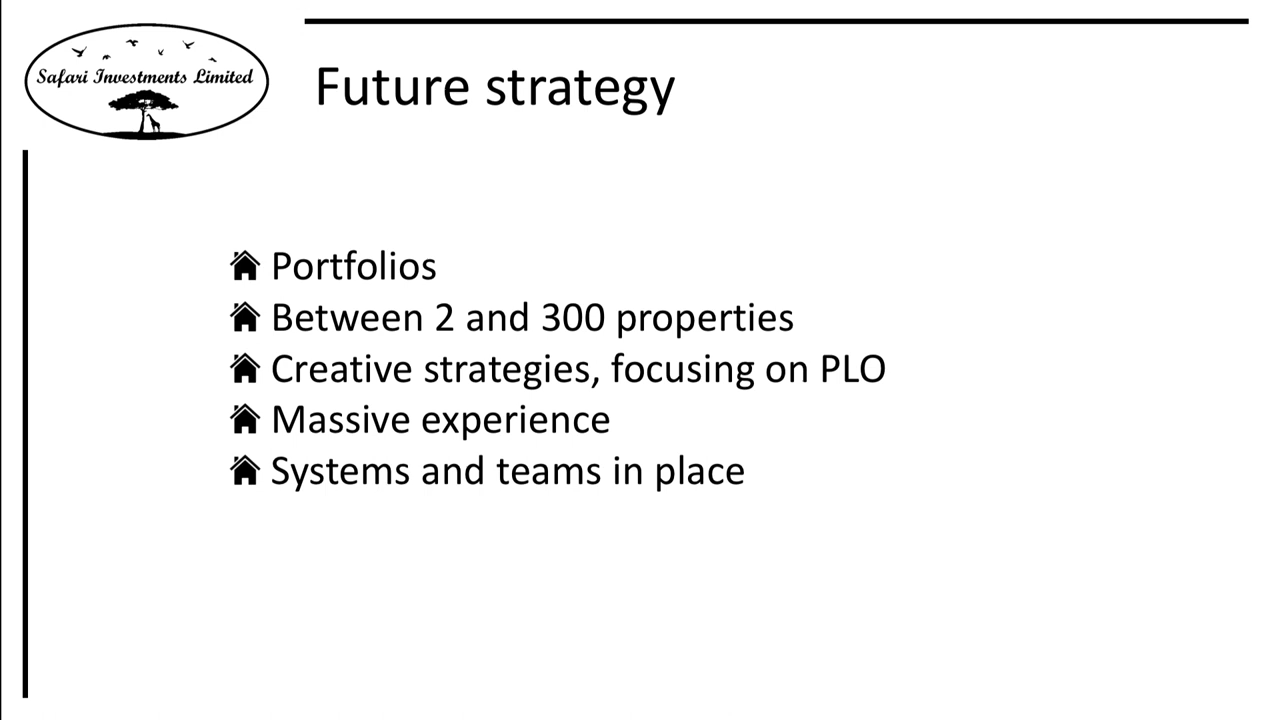 Safari Investments Limited
Future strategy
Portfolios
Between 2 and 300 properties
Creative strategies, focusing on PLO
Massive experience
Systems and teams in place